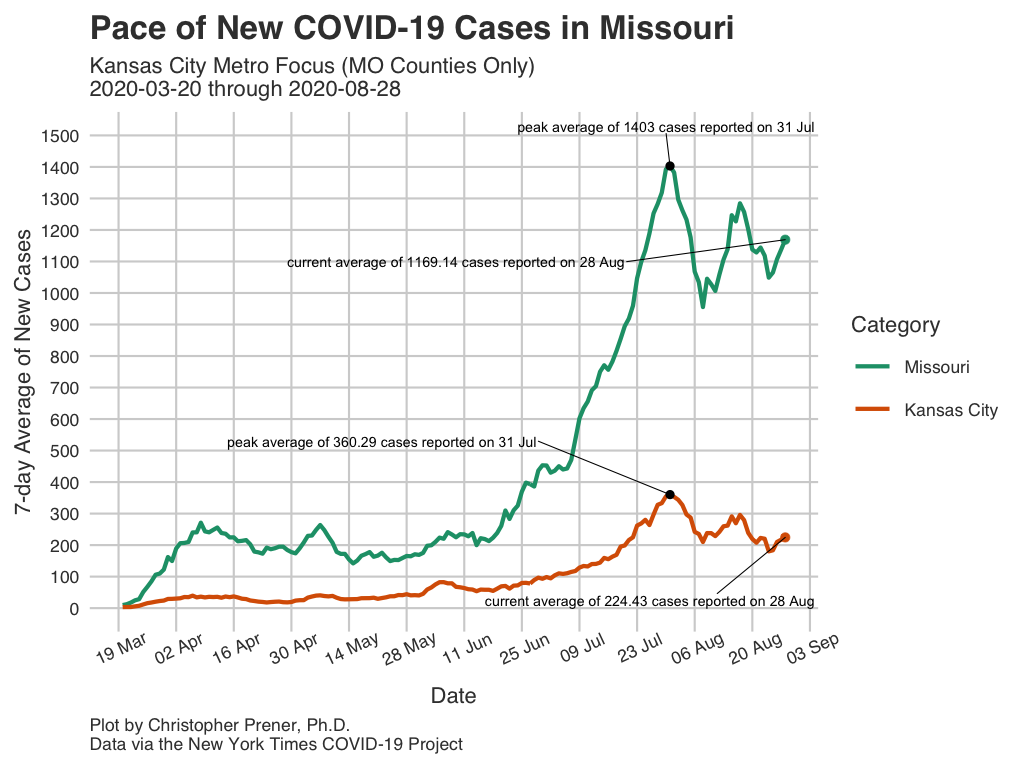 Pace of New COVID-19 Cases in Missouri
Kansas City Metro Focus (MO Counties Only)
2020-03-20 through 2020-08-28
peak average of 1403 cases reported on 31 Jul
current average of 1169.14 cases reported on 28 Aug
peak average of 360.29 cases reported on 31 Jul
current average of 224.43 cases reported on 28 Aug
7-day Average of New Cases
1500
1400
1300
1200
1100
1000
900
800
700
600
500
400
300
200
100
0
19 Mar
02 Apr
16 Apr
30 Apr
14 May
28 May
11 Jun
25 Jun
09 Jul
23 Jul
06 Aug
20 Aug
03 Sep
Date
Category
Missouri
Kansas City
Plot by Christopher Prener, Ph.D.
Data via the New York Times COVID-19 Project